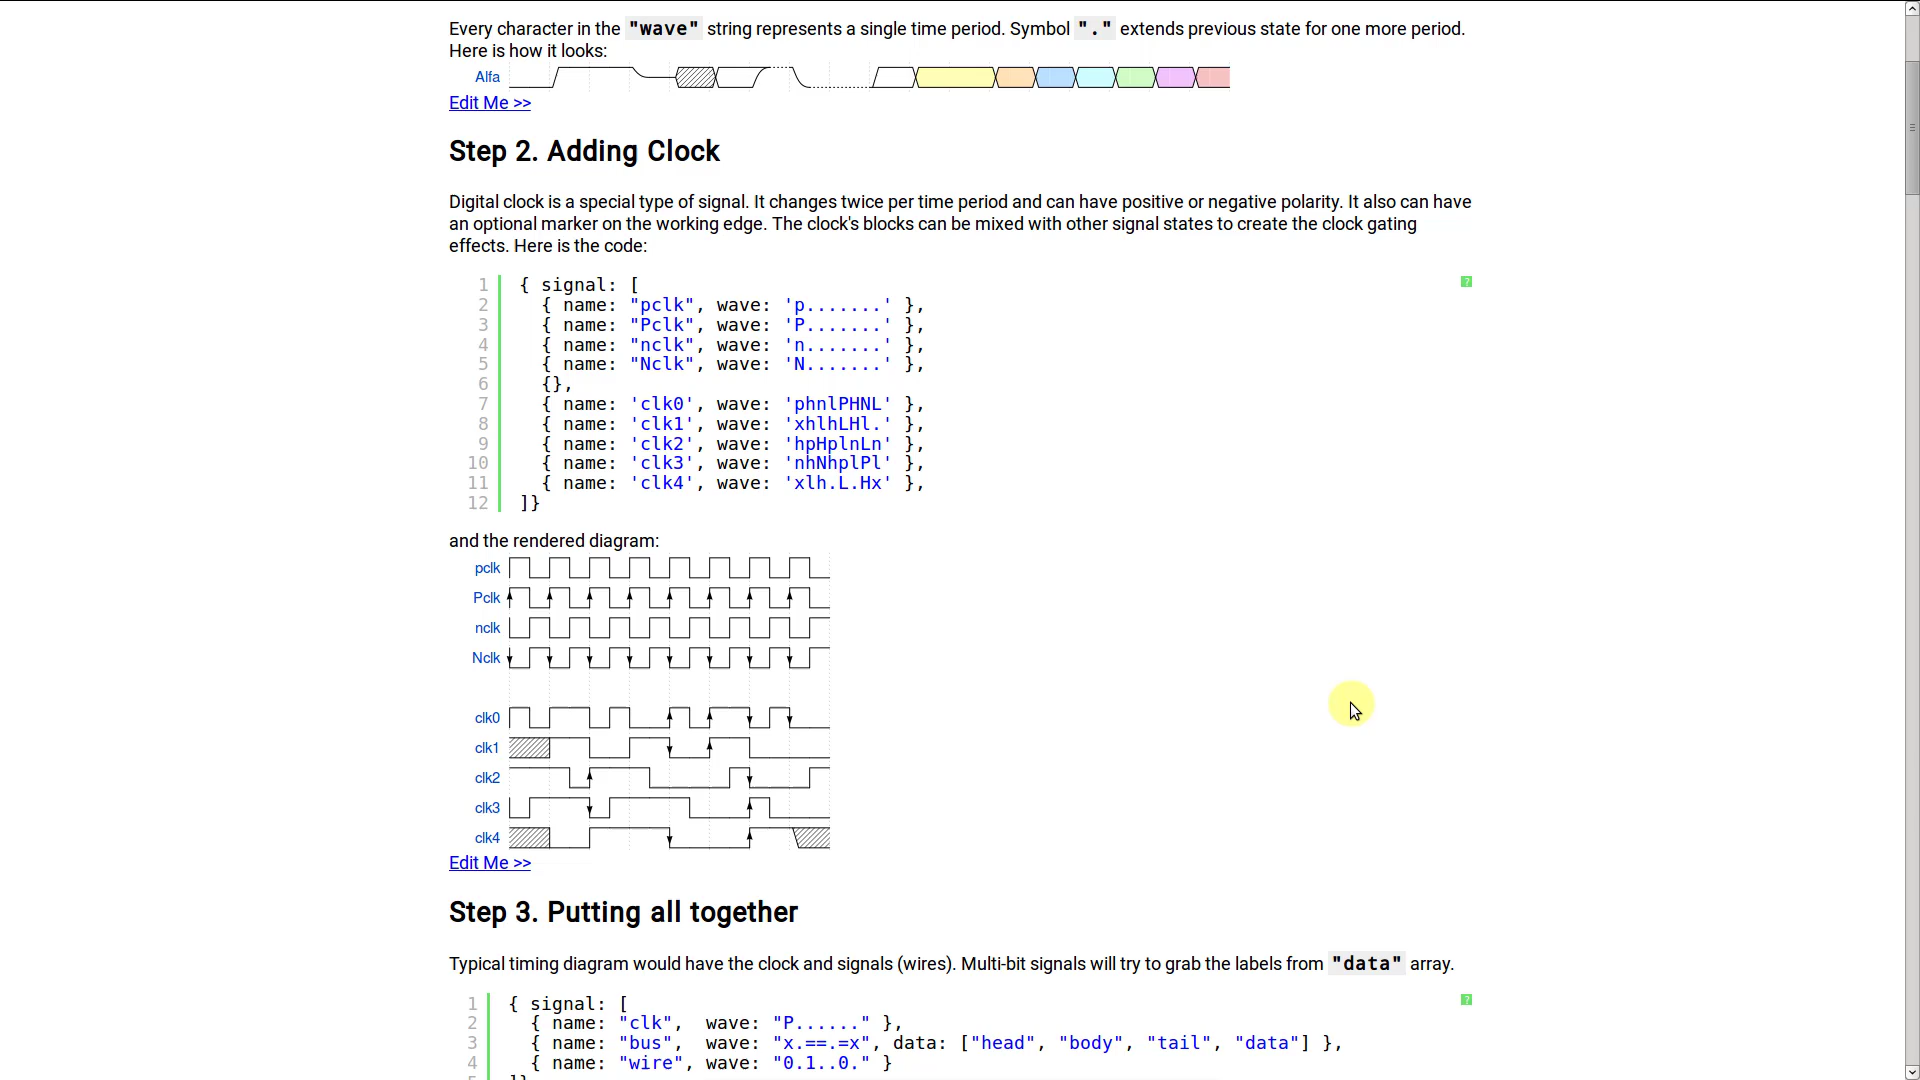 Every character in the "wave" string represents a single time period. Symbol "." extends previous state for one more period.
Here is how it looks:
Alfa
Edit Me >>
Step 2. Adding Clock
Digital clock is a special type of signal. It changes twice per time period and can have positive or negative polarity. It also can have
an optional marker on the working edge. The clock's blocks can be mixed with other signal states to create the clock gating
effects. Here is the code:
?
1 { signal: [
2   { name: "pclk", wave: 'p.......' },
3   { name: "Pclk", wave: 'P.......' },
4   { name: "nclk", wave: 'n.......' },
5   { name: "Nclk", wave: 'N.......' },
6   {},
7   { name: 'clk0', wave: 'phnlPHNL' },
8   { name: 'clk1', wave: 'xhlhLHl.' },
9   { name: 'clk2', wave: 'hpHplnLn' },
10   { name: 'clk3', wave: 'nhNhplPl' },
11   { name: 'clk4', wave: 'xlh.L.Hx' },
12 ]}
and the rendered diagram:
pclk
Pclk
nclk
Nclk
clk0
clk1
clk2
clk3
clk4
Edit Me >>
Step 3. Putting all together
Typical timing diagram would have the clock and signals (wires). Multi-bit signals will try to grab the labels from "data" array.
?
1 { signal: [
2   { name: "clk",  wave: "P......" },
3   { name: "bus",  wave: "x.==.=x", data: ["head", "body", "tail", "data"] },
4   { name: "wire", wave: "0.1..0." }